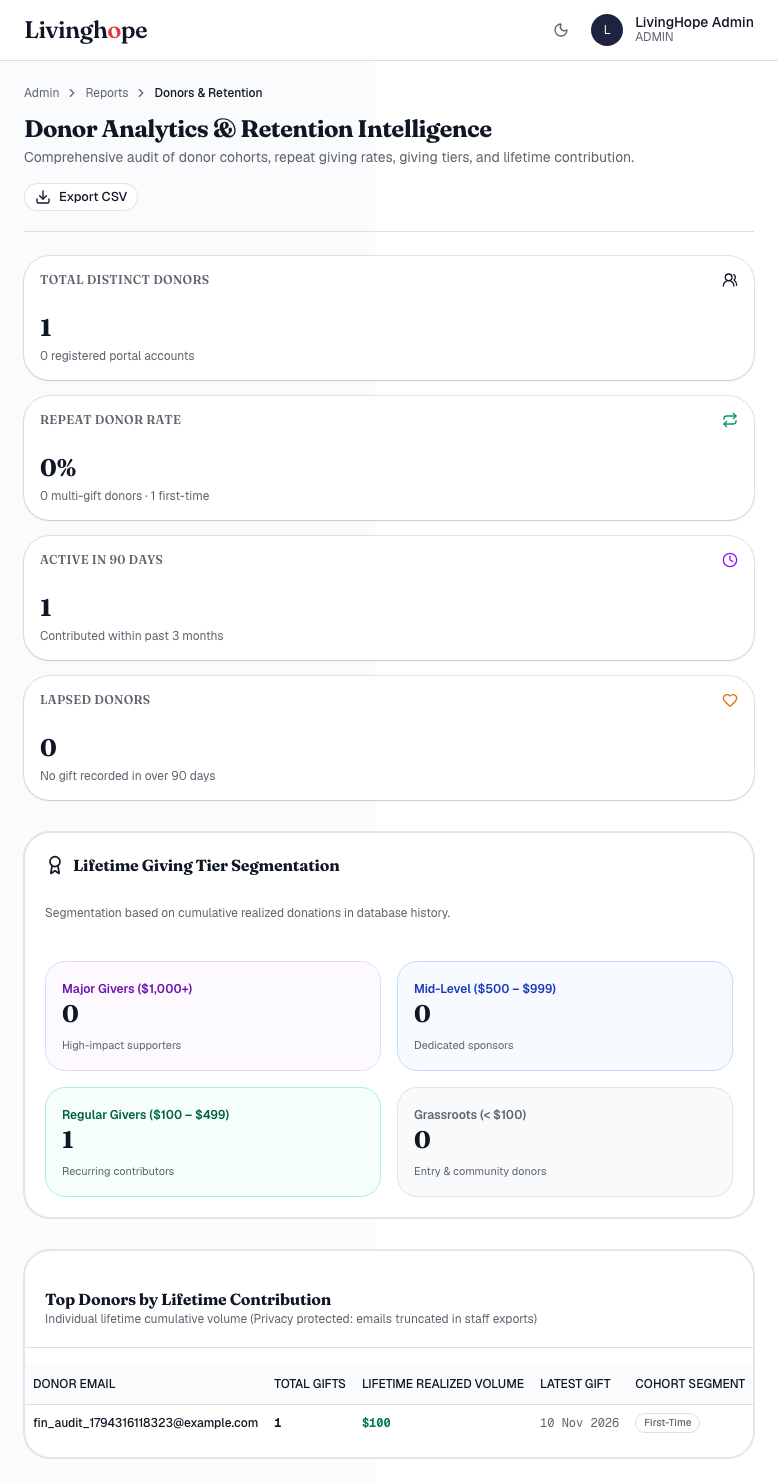 Livinghope
L
LivingHope Admin
ADMIN
Admin > Reports > Donors & Retention
Donor Analytics & Retention Intelligence
Comprehensive audit of donor cohorts, repeat giving rates, giving tiers, and lifetime contribution.
Export CSV
TOTAL DISTINCT DONORS
1
0 registered portal accounts
REPEAT DONOR RATE
0%
0 multi-gift donors · 1 first-time
ACTIVE IN 90 DAYS
1
Contributed within past 3 months
LAPSED DONORS
0
No gift recorded in over 90 days
Lifetime Giving Tier Segmentation
Segmentation based on cumulative realized donations in database history.
Major Givers ($1,000+)
0
High-impact supporters
Mid-Level ($500 – $999)
0
Dedicated sponsors
Regular Givers ($100 – $499)
1
Recurring contributors
Grassroots (< $100)
0
Entry & community donors
Top Donors by Lifetime Contribution
Individual lifetime cumulative volume (Privacy protected: emails truncated in staff exports)
DONOR EMAIL TOTAL GIFTS LIFETIME REALIZED VOLUME LATEST GIFT COHORT SEGMENT
fin_audit_1794316118323@example.com 1 $100 10 Nov 2026 First-Time